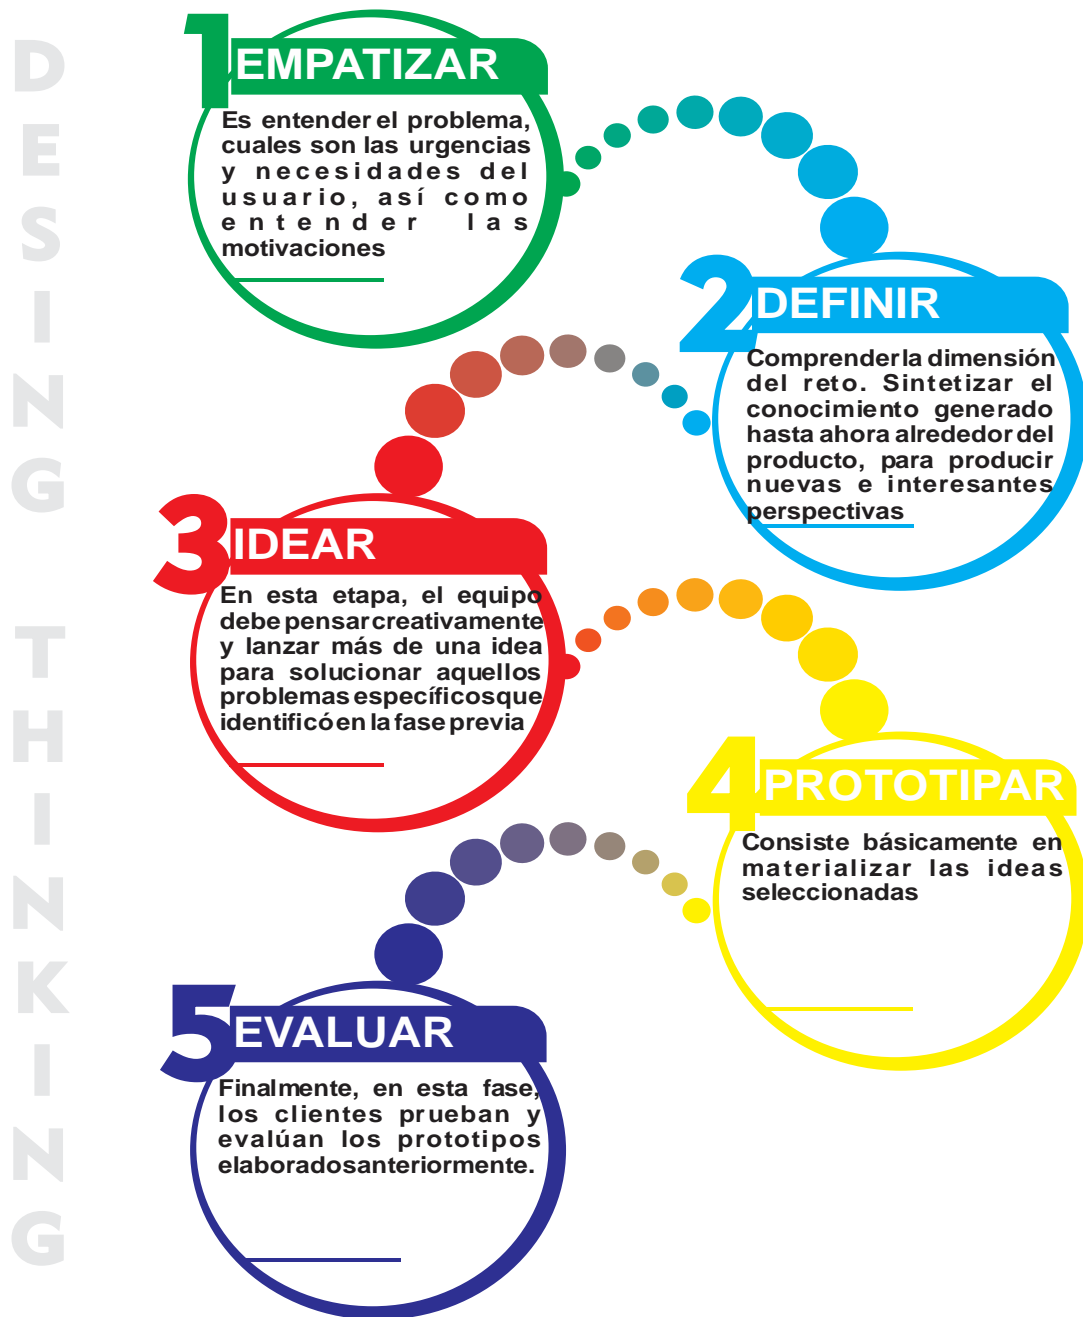 DESING THINKING
1 EMPATIZAR
Es entender el problema,
cuales son las urgencias
y necesidades del
usuario, así como
entender las
motivaciones
2 DEFINIR
Comprender la dimensión
del reto. Sintetizar el
conocimiento generado
hasta ahora alrededor del
producto, para producir
nuevas e interesantes
perspectivas
3 IDEAR
En esta etapa, el equipo
debe pensar creativamente
y lanzar más de una idea
para solucionar aquellos
problemas específicos que
identificó en la fase previa
4 PROTOTIPAR
Consiste básicamente en
materializar las ideas
seleccionadas
5 EVALUAR
Finalmente, en esta fase,
los clientes prueban y
evalúan los prototipos
elaborados anteriormente.